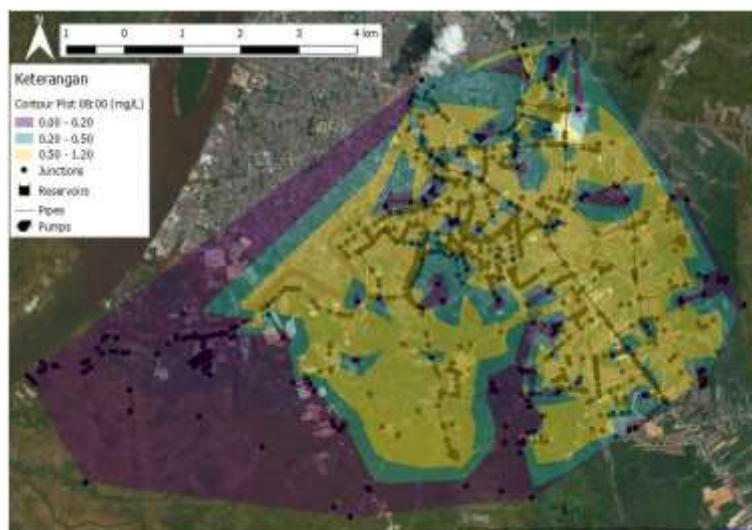 1 0 1 2 3 4 km
Keterangan
Contour Plot 08:00 (mg/L)
0.00 - 0.20
0.20 - 0.50
0.50 - 1.20
Junctions
Reservoirs
Pipes
Pumps